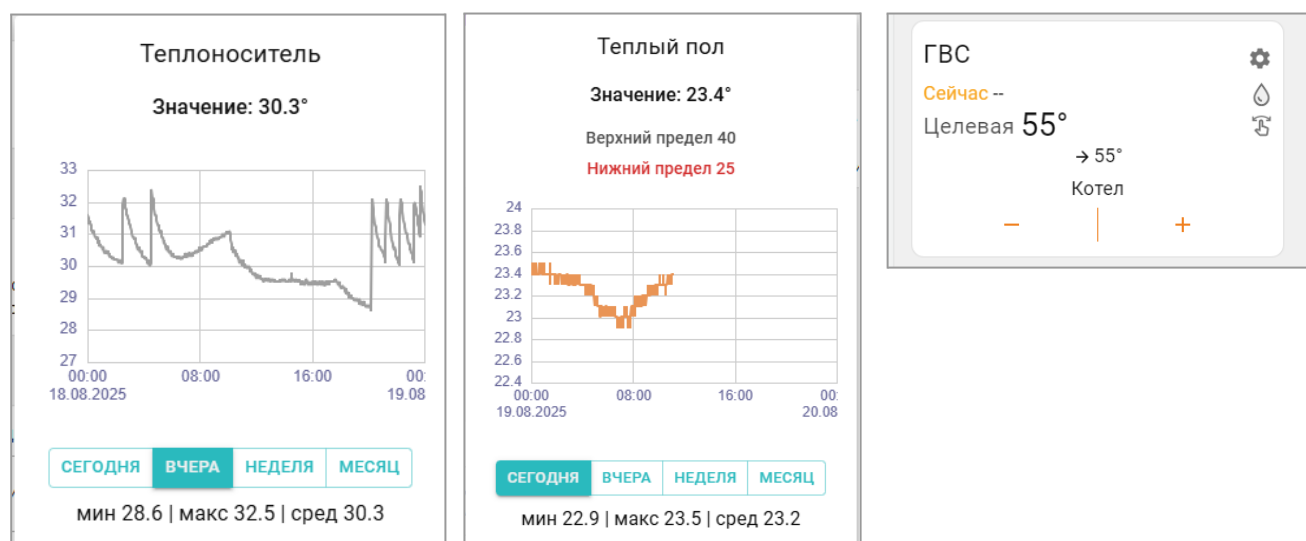 Теплоноситель
Значение: 30.3°
33
32
31
30
29
28
27
00:00 08:00 16:00 00:
18.08.2025 19.08
СЕГОДНЯ ВЧЕРА НЕДЕЛЯ МЕСЯЦ
мин 28.6 | макс 32.5 | сред 30.3
Теплый пол
Значение: 23.4°
Верхний предел 40
Нижний предел 25
24
23.8
23.6
23.4
23.2
23
22.8
22.6
22.4
00:00 08:00 16:00 00:
19.08.2025 20.08
СЕГОДНЯ ВЧЕРА НЕДЕЛЯ МЕСЯЦ
мин 22.9 | макс 23.5 | сред 23.2
ГВС
Сейчас --
Целевая 55°
→ 55°
Котел
− +